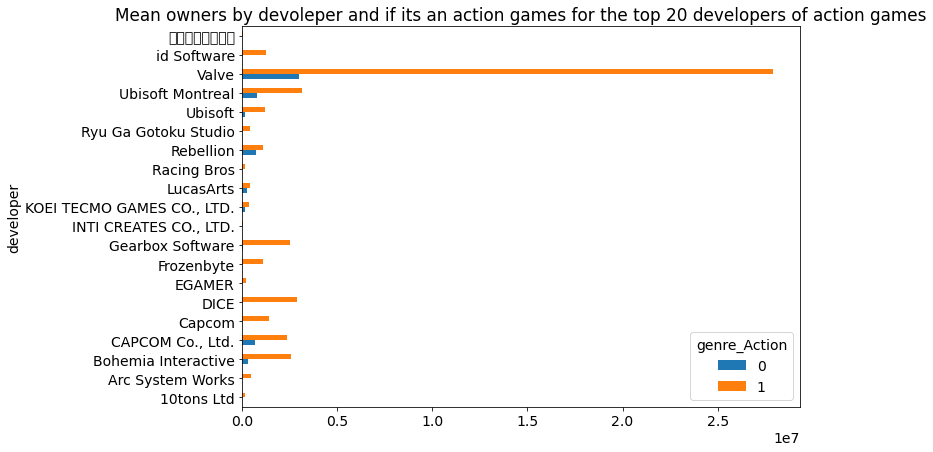 Mean owners by devoleper and if its an action games for the top 20 developers of action games
id Software
Valve
Ubisoft Montreal
Ubisoft
Ryu Ga Gotoku Studio
Rebellion
Racing Bros
LucasArts
KOEI TECMO GAMES CO., LTD.
INTI CREATES CO., LTD.
Gearbox Software
Frozenbyte
EGAMER
DICE
Capcom
CAPCOM Co., Ltd.
Bohemia Interactive
Arc System Works
10tons Ltd
developer
genre_Action
0
1
0.0 0.5 1.0 1.5 2.0 2.5
1e7